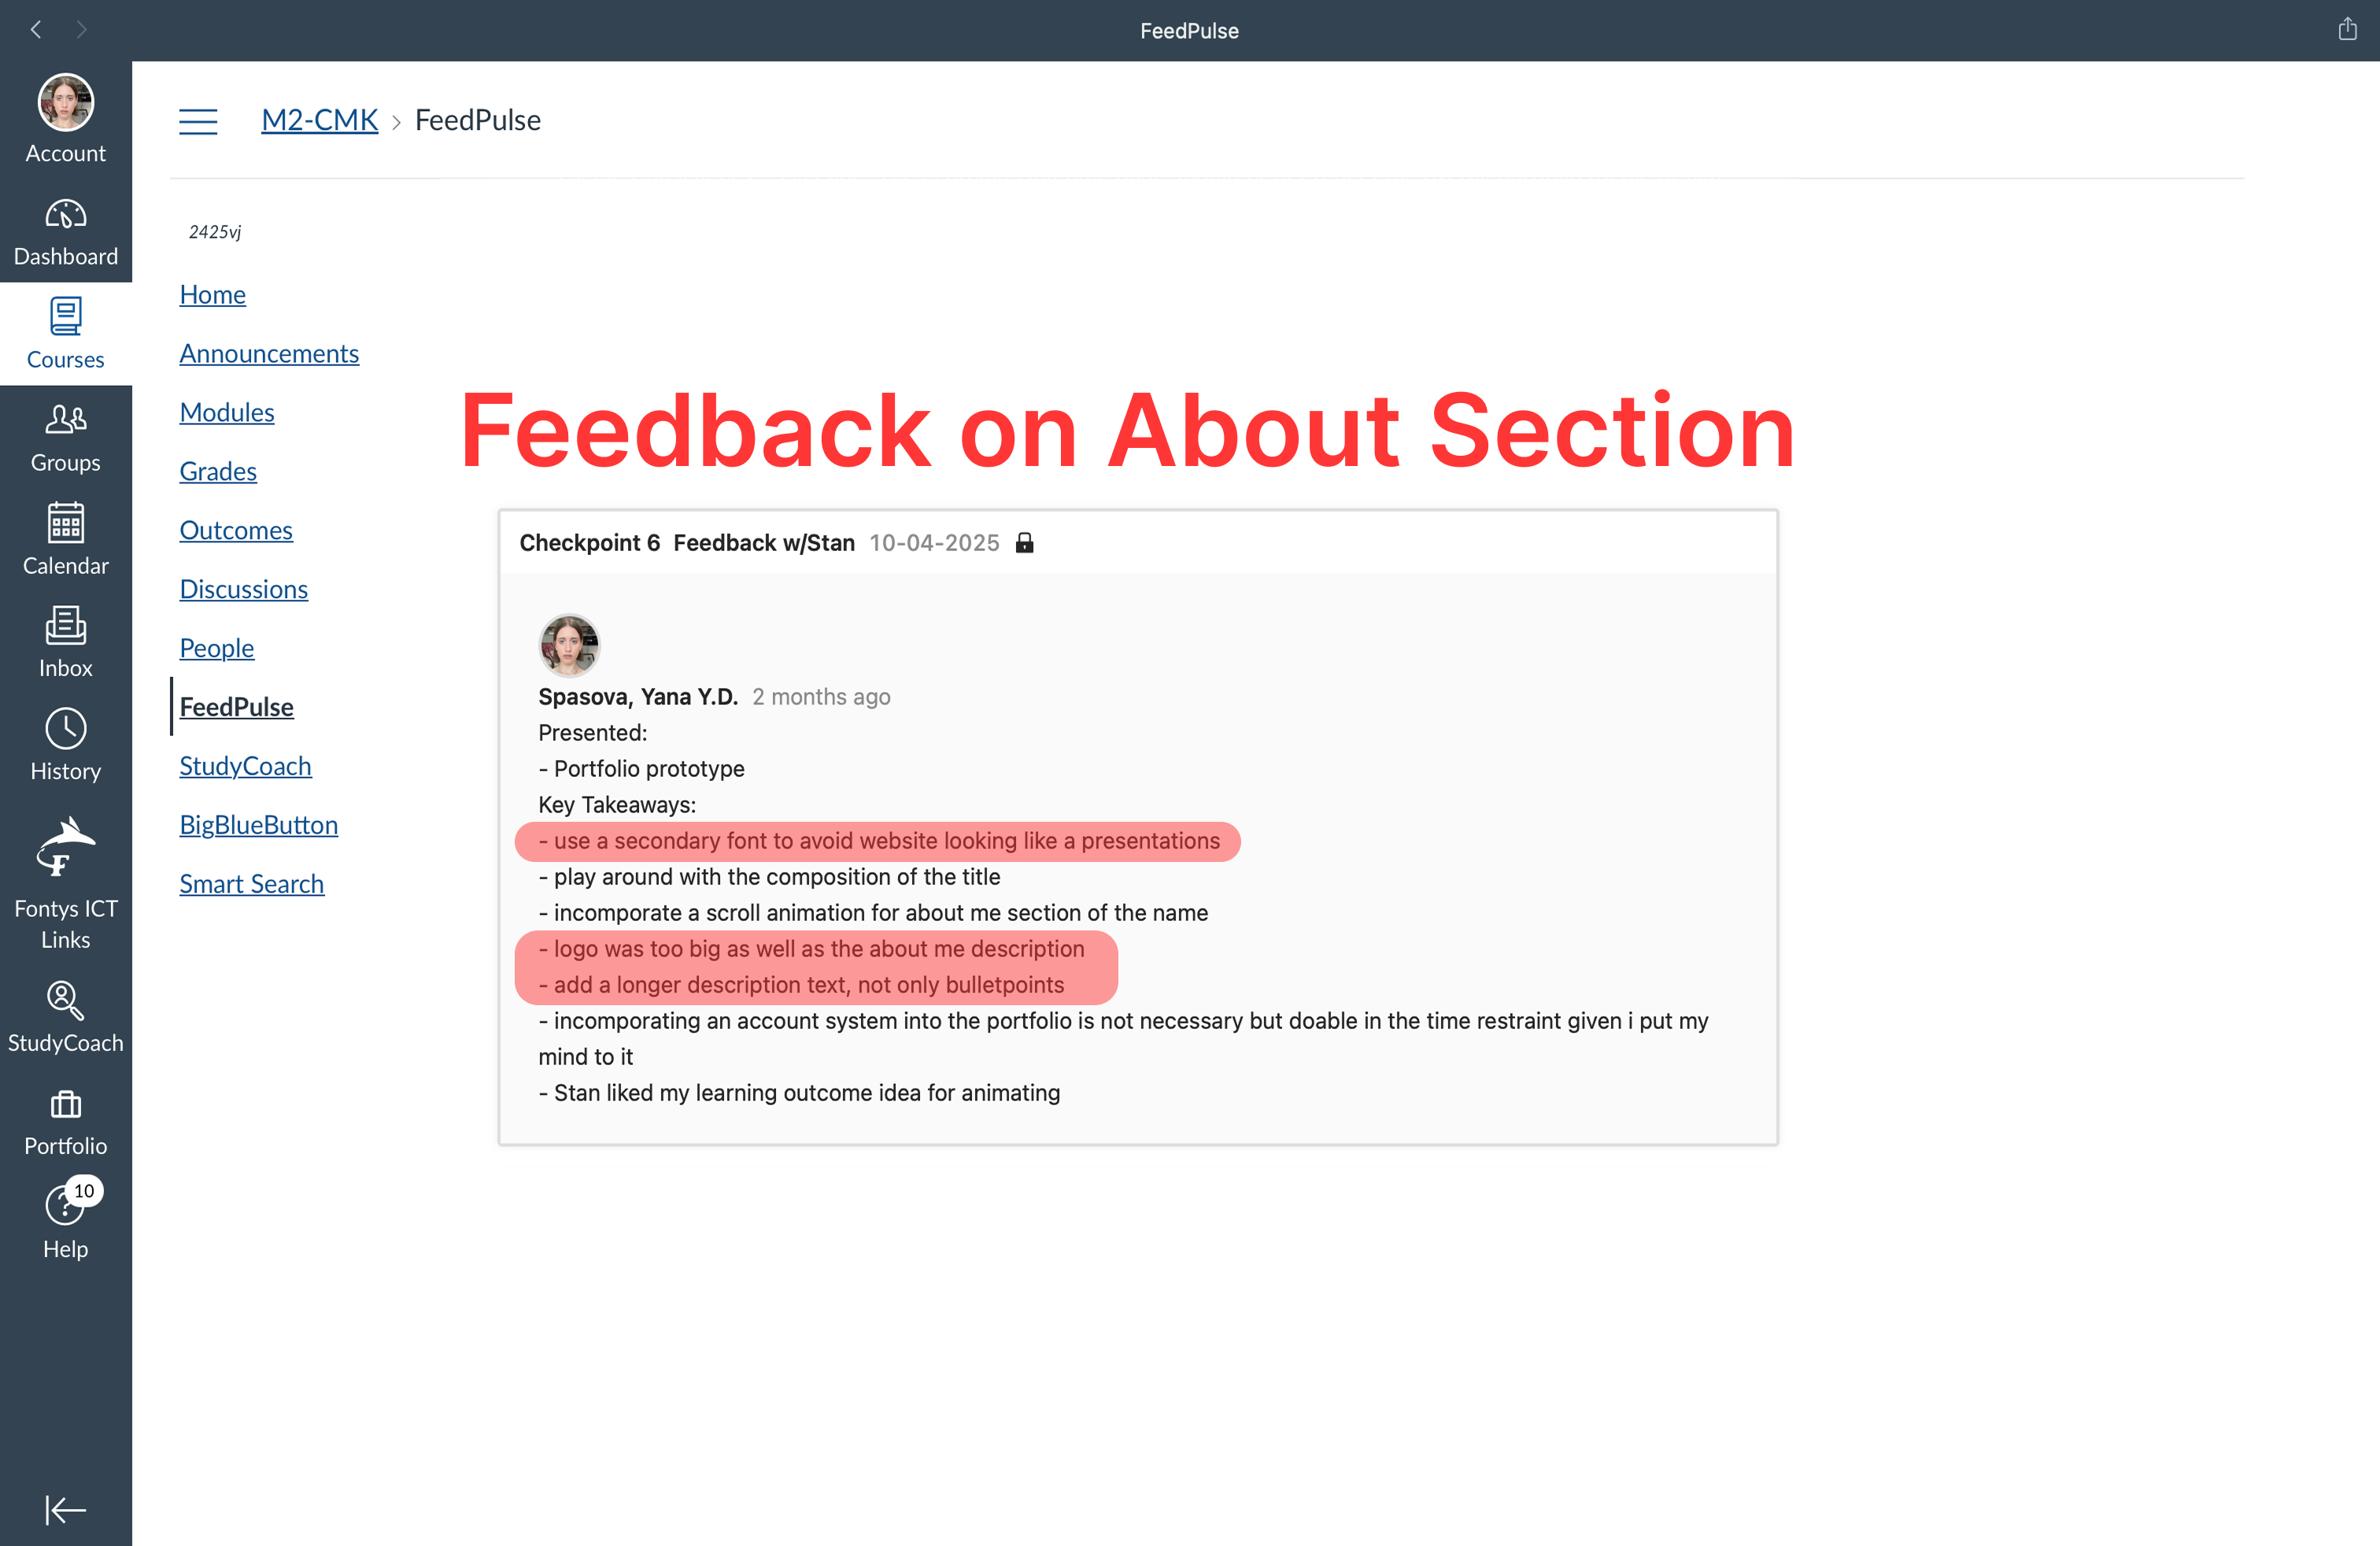 FeedPulse
Account
Dashboard
Courses
Groups
Calendar
Inbox
History
F
Fontys ICT
Links
StudyCoach
Portfolio
10
Help
M2-CMK > FeedPulse
2425vj
Home
Announcements
Modules
Grades
Outcomes
Discussions
People
FeedPulse
StudyCoach
BigBlueButton
Smart Search
Feedback on About Section
Checkpoint 6 Feedback w/Stan 10-04-2025
Spasova, Yana Y.D. 2 months ago
Presented:
- Portfolio prototype
Key Takeaways:
- use a secondary font to avoid website looking like a presentations
- play around with the composition of the title
- incomporate a scroll animation for about me section of the name
- logo was too big as well as the about me description
- add a longer description text, not only bulletpoints
- incomporating an account system into the portfolio is not necessary but doable in the time restraint given i put my
mind to it
- Stan liked my learning outcome idea for animating